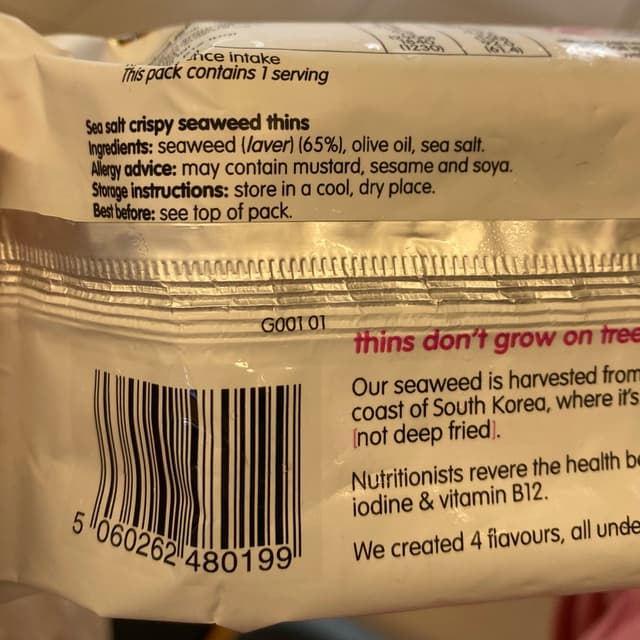 nce intake
This pack contains 1 serving
Sea salt crispy seaweed thins
Ingredients: seaweed (laver) (65%), olive oil, sea salt.
Allergy advice: may contain mustard, sesame and soya.
Storage instructions: store in a cool, dry place.
Best before: see top of pack.
G001 01
thins don't grow on tree
Our seaweed is harvested from
coast of South Korea, where it's
[not deep fried].
Nutritionists revere the health be
iodine & vitamin B12.
We created 4 flavours, all unde
5 060262 480199